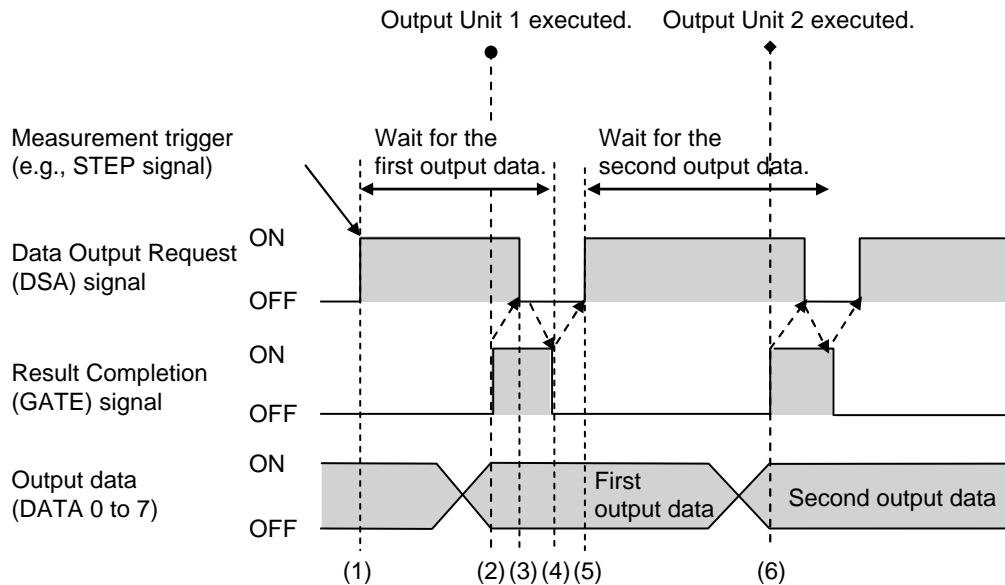 Output Unit 1 executed.
Output Unit 2 executed.
Measurement trigger
(e.g., STEP signal)
Wait for the
first output data.
Wait for the
second output data.
Data Output Request
(DSA) signal
ON
OFF
Result Completion
(GATE) signal
ON
OFF
Output data
(DATA 0 to 7)
ON
OFF
First
output data
Second output data
(1)
(2)
(3)
(4)
(5)
(6)